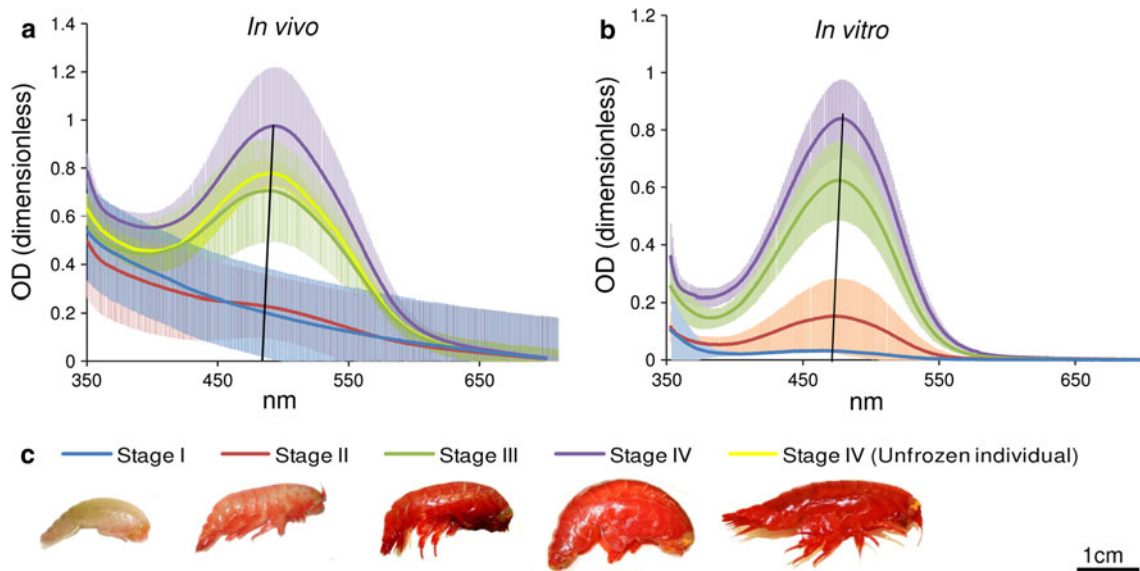 a
In vivo
OD (dimensionless)
1.4
1.2
1
0.8
0.6
0.4
0.2
0
350
450
550
650
nm
b
In vitro
OD (dimensionless)
1.2
1
0.8
0.6
0.4
0.2
0
350
450
550
650
nm
c
Stage I
Stage II
Stage III
Stage IV
Stage IV (Unfrozen individual)
1cm